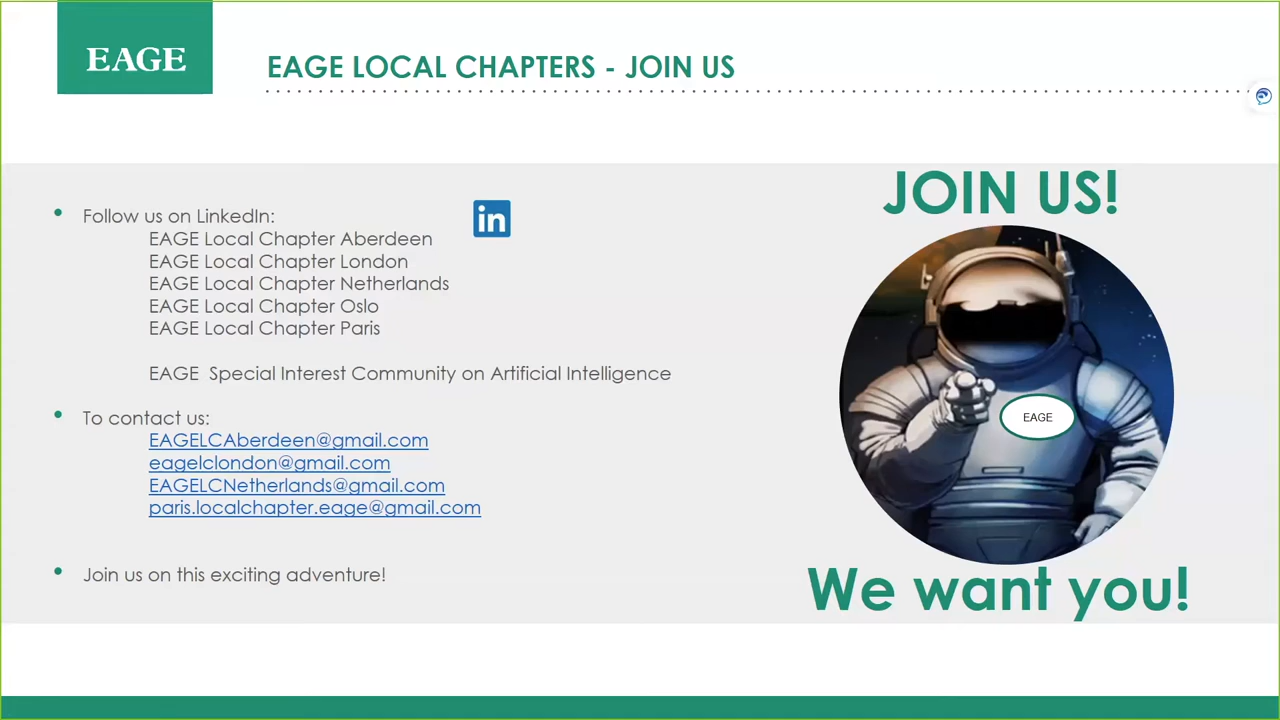 EAGE
EAGE LOCAL CHAPTERS - JOIN US
• Follow us on LinkedIn:
in
EAGE Local Chapter Aberdeen
EAGE Local Chapter London
EAGE Local Chapter Netherlands
EAGE Local Chapter Oslo
EAGE Local Chapter Paris
EAGE Special Interest Community on Artificial Intelligence
• To contact us:
EAGELCAberdeen@gmail.com
eagelclondon@gmail.com
EAGELCNetherlands@gmail.com
paris.localchapter.eage@gmail.com
• Join us on this exciting adventure!
JOIN US!
EAGE
We want you!